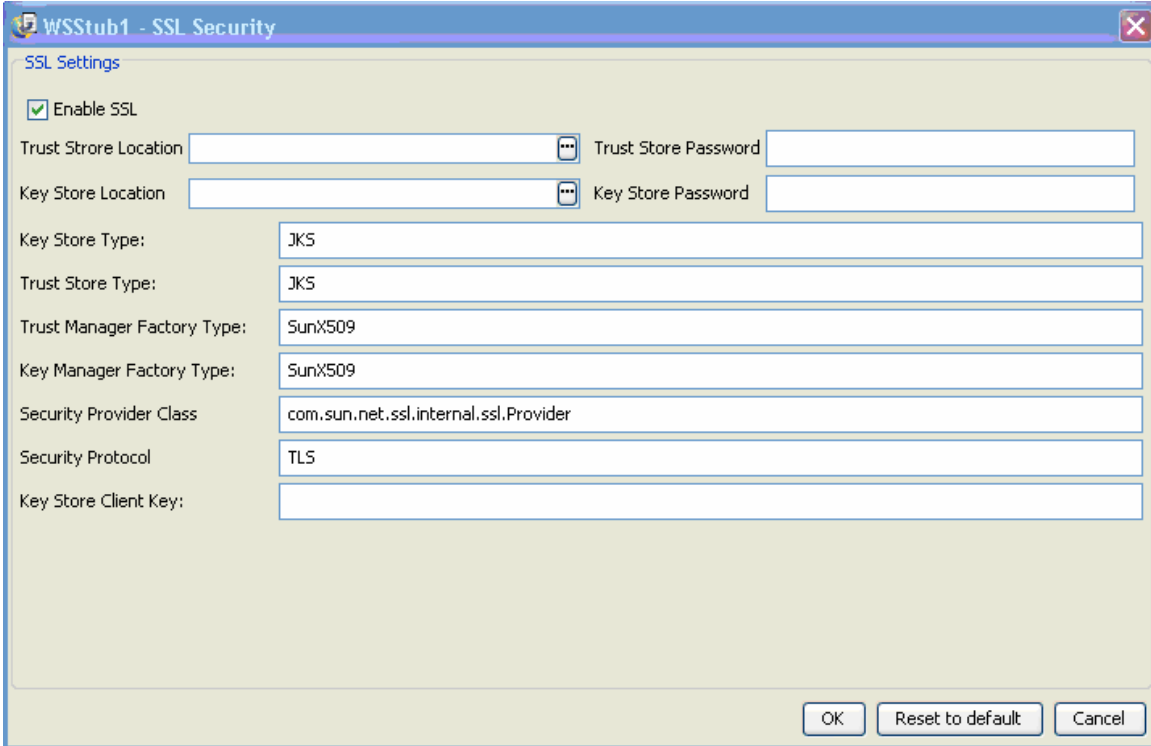 WSStub1 - SSL Security
SSL Settings
Enable SSL
Trust Strore Location
Trust Store Password
Key Store Location
Key Store Password
Key Store Type:
JKS
Trust Store Type:
JKS
Trust Manager Factory Type:
SunX509
Key Manager Factory Type:
SunX509
Security Provider Class
com.sun.net.ssl.internal.ssl.Provider
Security Protocol
TLS
Key Store Client Key:
OK
Reset to default
Cancel